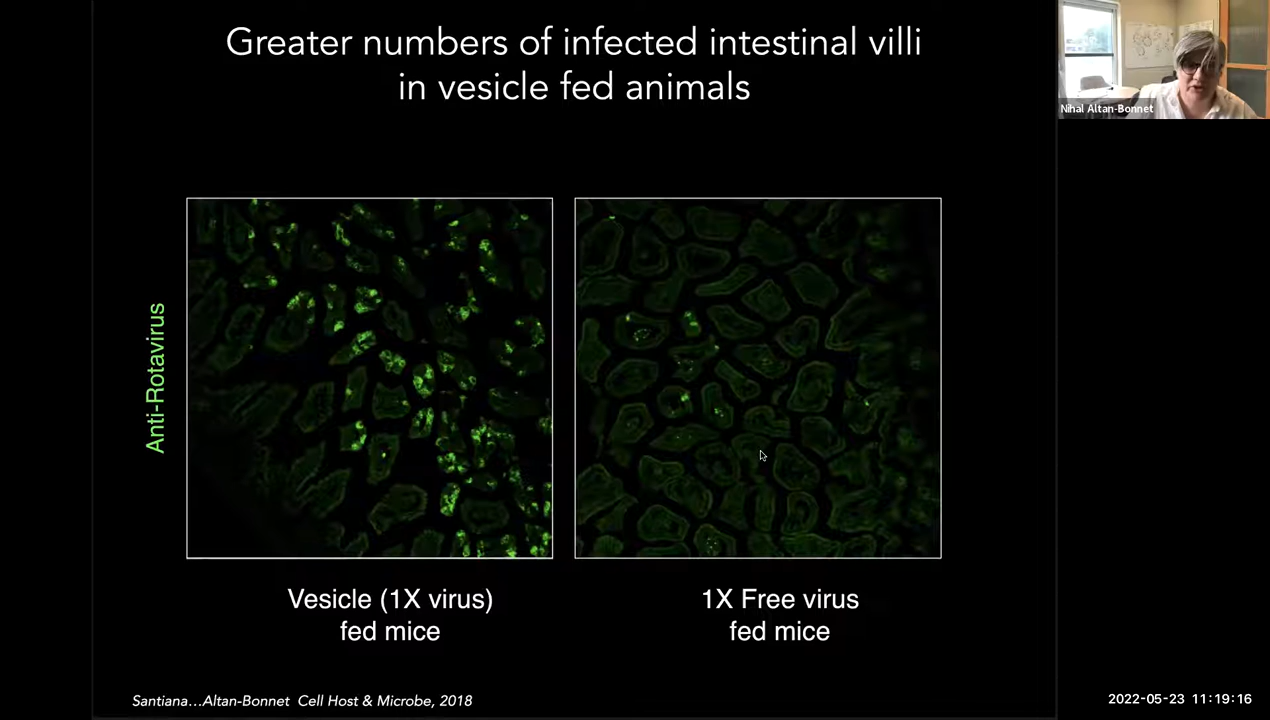 Greater numbers of infected intestinal villi
in vesicle fed animals
Nihal Altan-Bonnet
Anti-Rotavirus
Vesicle (1X virus)
fed mice
1X Free virus
fed mice
Santiana...Altan-Bonnet Cell Host & Microbe, 2018
2022-05-23 11:19:16